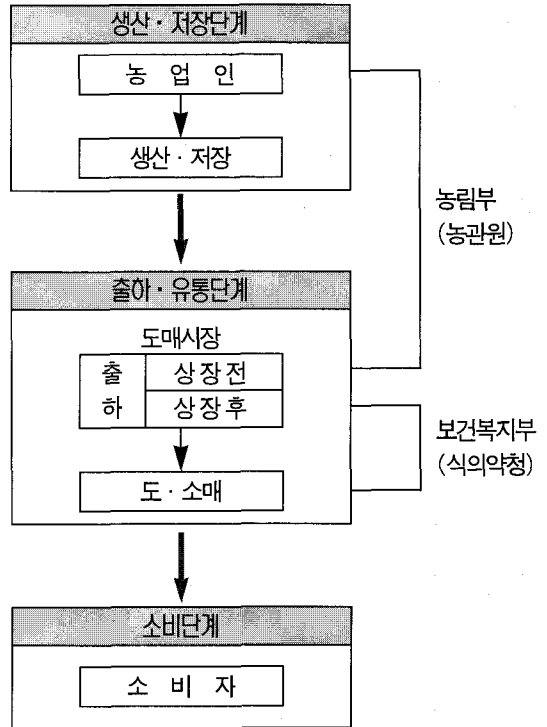 생산·저장단계
농 업 인
생산·저장
농림부
(농관원)
출하·유통단계
도매시장
출
하
상장전
상장후
보건복지부
(식의약청)
도·소매
소비단계
소 비 자